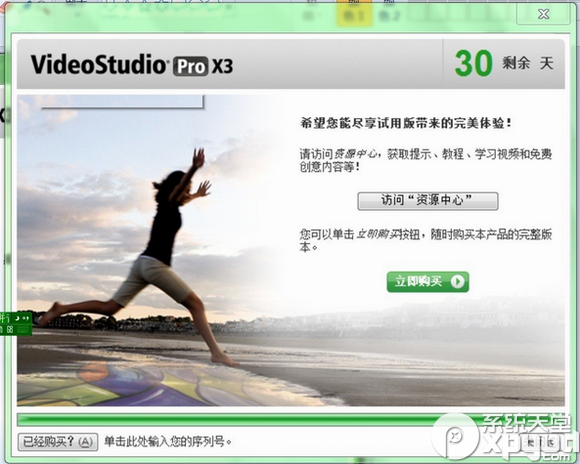 VideoStudio Pro X3
30 剩余 天
希望您能尽享试用版带来的完美体验！
请访问资源中心，获取提示、教程、学习视频和免费
创意内容等！
访问“资源中心”
您可以单击立即购买按钮，随时购买本产品的完整版
本。
立即购买
已经购买？(A)
单击此处输入您的序列号。
系统天堂